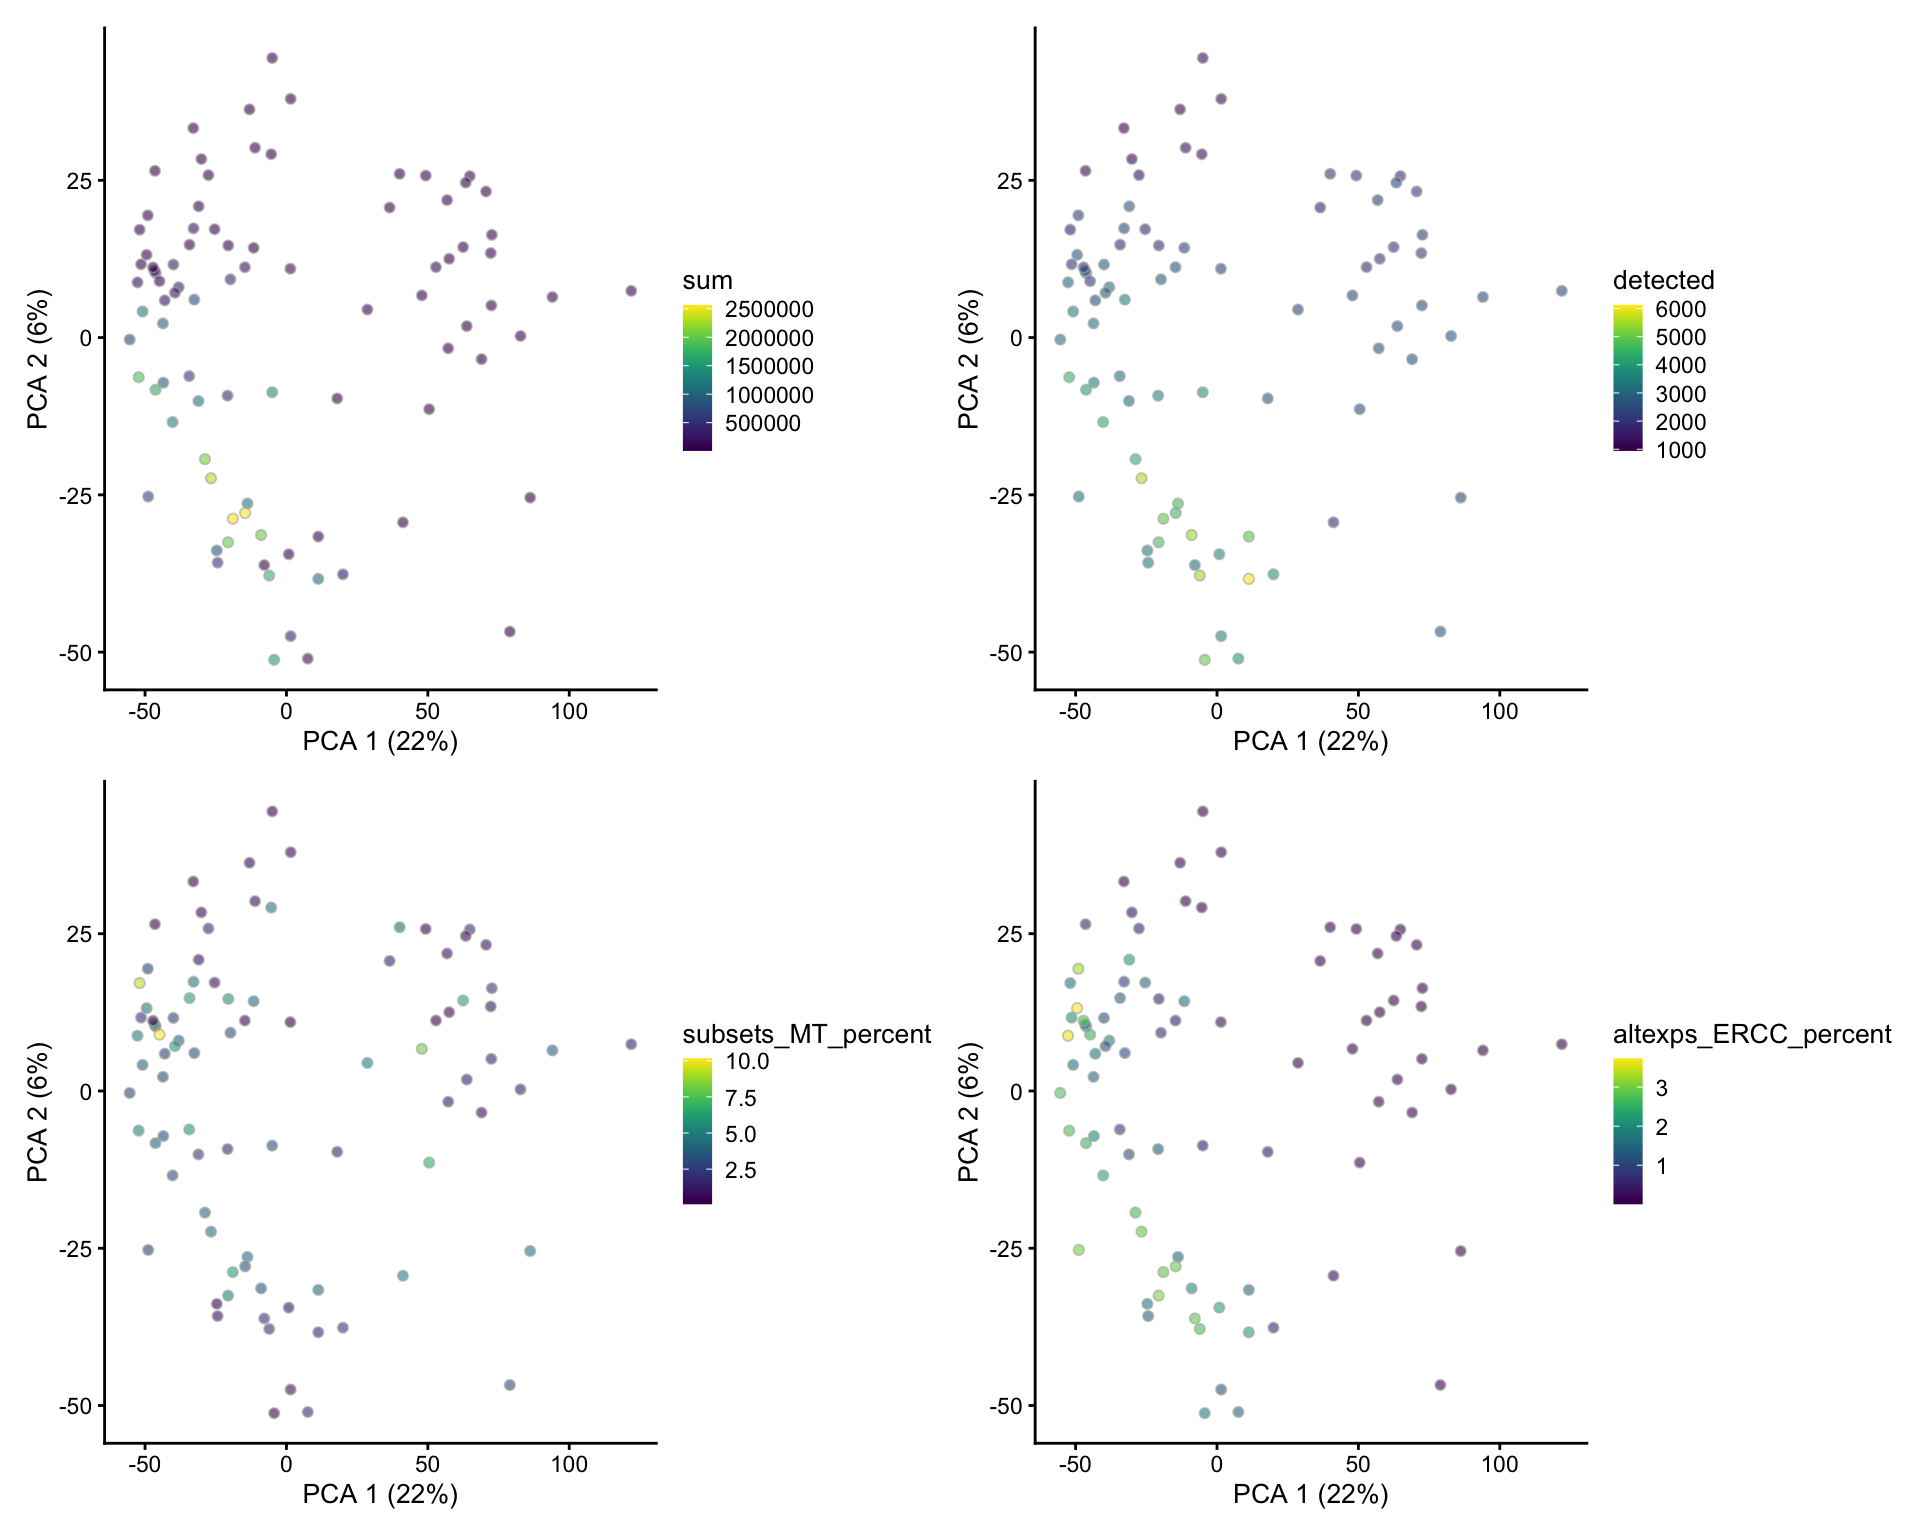 25
0
-25
-50
PCA 2 (6%)
-50 0 50 100
PCA 1 (22%)
sum
2500000
2000000
1500000
1000000
500000
25
0
-25
-50
PCA 2 (6%)
-50 0 50 100
PCA 1 (22%)
detected
6000
5000
4000
3000
2000
1000
25
0
-25
-50
PCA 2 (6%)
-50 0 50 100
PCA 1 (22%)
subsets_MT_percent
10.0
7.5
5.0
2.5
25
0
-25
-50
PCA 2 (6%)
-50 0 50 100
PCA 1 (22%)
altexps_ERCC_percent
3
2
1